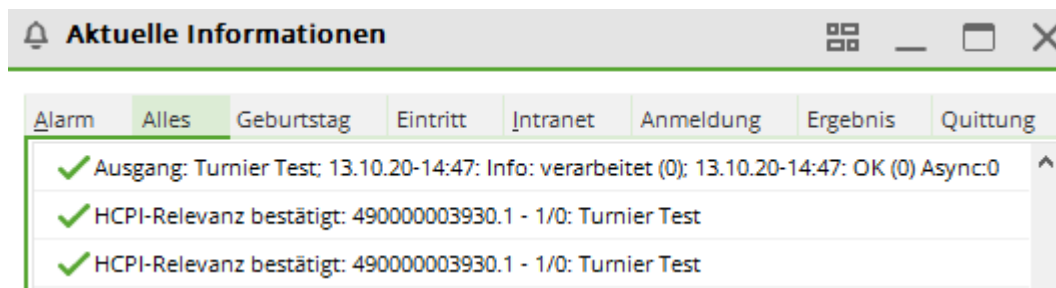 Aktuelle Informationen
Alarm Alles Geburtstag Eintritt Intranet Anmeldung Ergebnis Quittung
Ausgang: Turnier Test; 13.10.20-14:47: Info: verarbeitet (0); 13.10.20-14:47: OK (0) Async:0
HCPI-Relevanz bestätigt: 490000003930.1 - 1/0: Turnier Test
HCPI-Relevanz bestätigt: 490000003930.1 - 1/0: Turnier Test